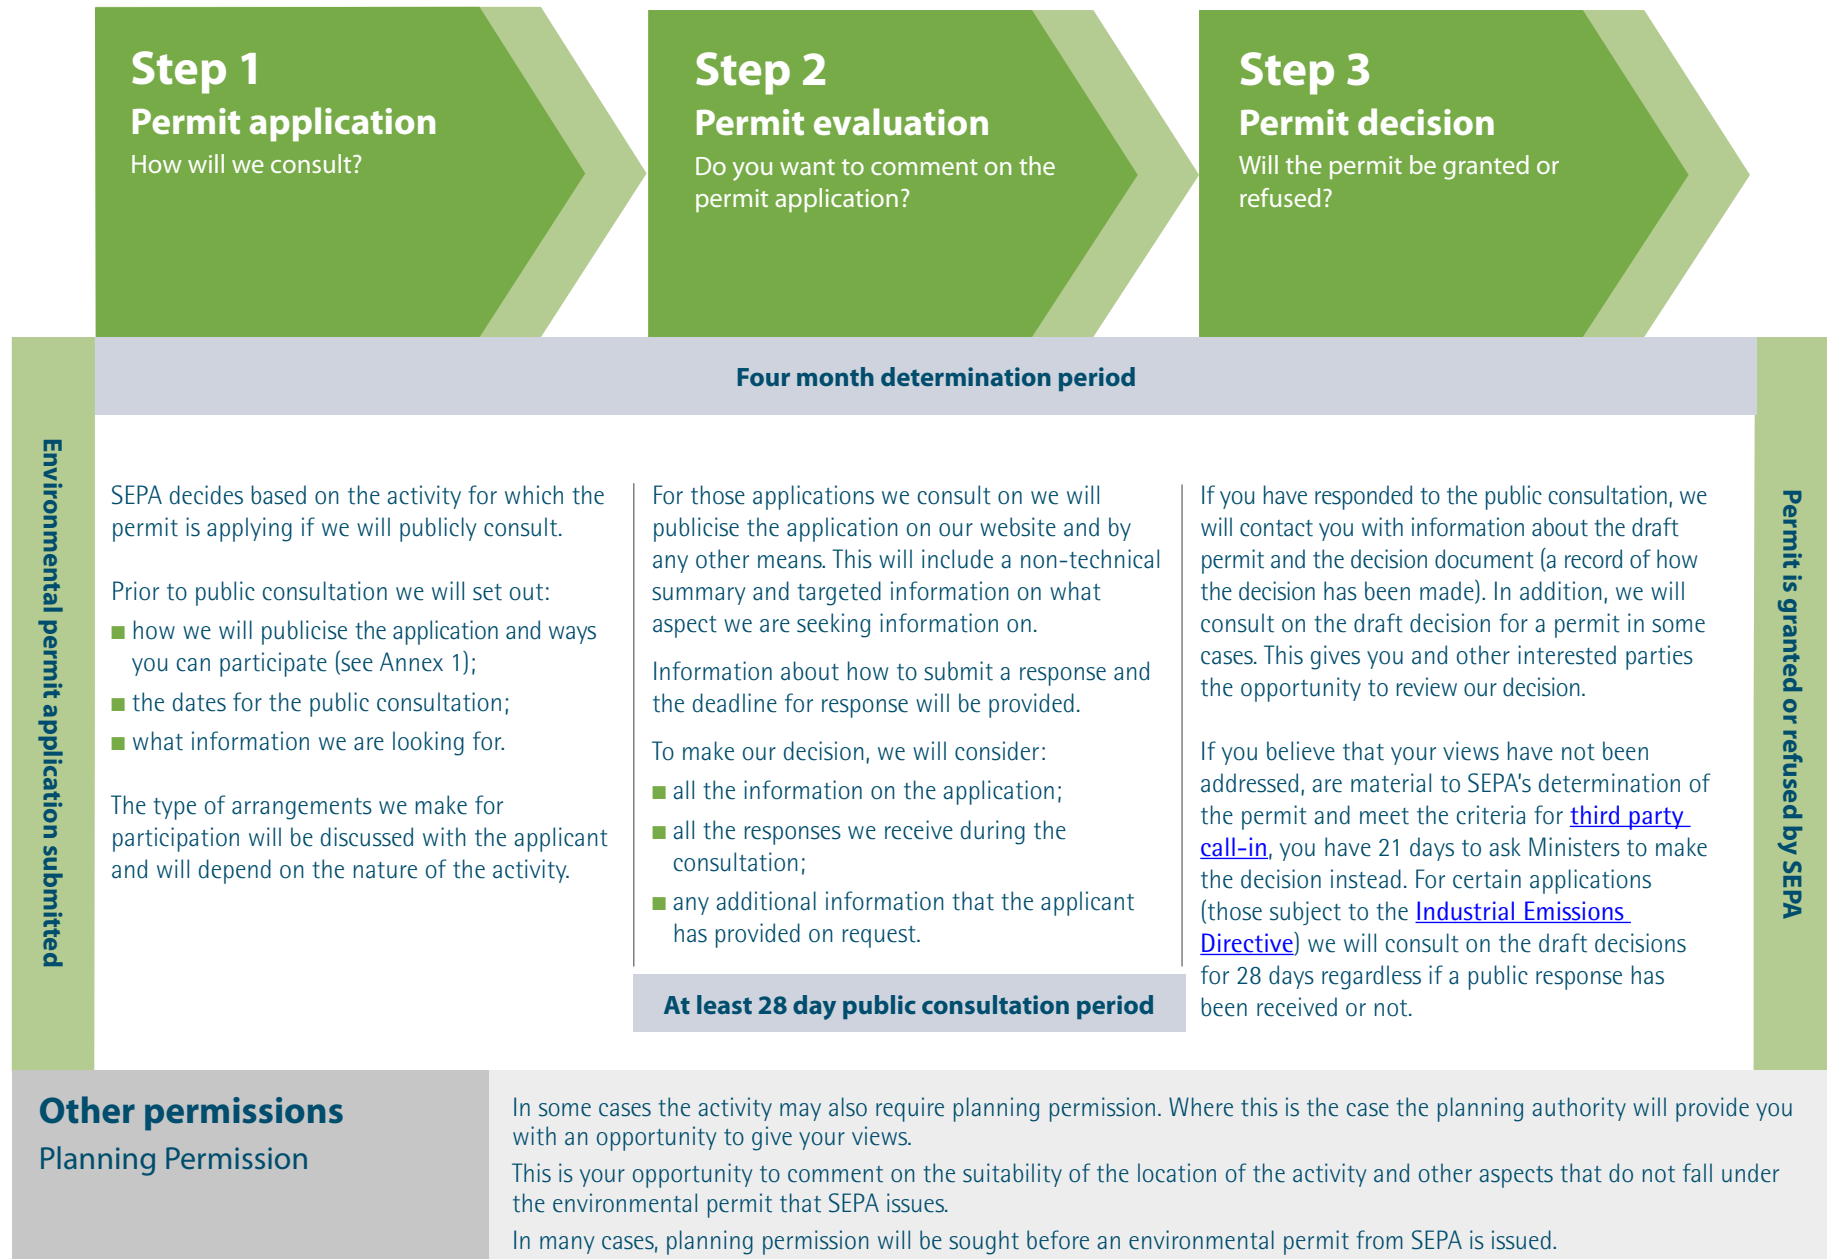 Step 1
Permit application
How will we consult?
Step 2
Permit evaluation
Do you want to comment on the
permit application?
Step 3
Permit decision
Will the permit be granted or
refused?
Four month determination period
Environmental permit application submitted
SEPA decides based on the activity for which the
permit is applying if we will publicly consult.
Prior to public consultation we will set out:
■ how we will publicise the application and ways
you can participate (see Annex 1);
■ the dates for the public consultation;
■ what information we are looking for.
The type of arrangements we make for
participation will be discussed with the applicant
and will depend on the nature of the activity.
For those applications we consult on we will
publicise the application on our website and by
any other means. This will include a non-technical
summary and targeted information on what
aspect we are seeking information on.
Information about how to submit a response and
the deadline for response will be provided.
To make our decision, we will consider:
■ all the information on the application;
■ all the responses we receive during the
consultation;
■ any additional information that the applicant
has provided on request.
At least 28 day public consultation period
If you have responded to the public consultation, we
will contact you with information about the draft
permit and the decision document (a record of how
the decision has been made). In addition, we will
consult on the draft decision for a permit in some
cases. This gives you and other interested parties
the opportunity to review our decision.
If you believe that your views have not been
addressed, are material to SEPA's determination of
the permit and meet the criteria for third party
call-in, you have 21 days to ask Ministers to make
the decision instead. For certain applications
(those subject to the Industrial Emissions
Directive) we will consult on the draft decisions
for 28 days regardless if a public response has
been received or not.
Permit is granted or refused by SEPA
Other permissions
Planning Permission
In some cases the activity may also require planning permission. Where this is the case the planning authority will provide you
with an opportunity to give your views.
This is your opportunity to comment on the suitability of the location of the activity and other aspects that do not fall under
the environmental permit that SEPA issues.
In many cases, planning permission will be sought before an environmental permit from SEPA is issued.